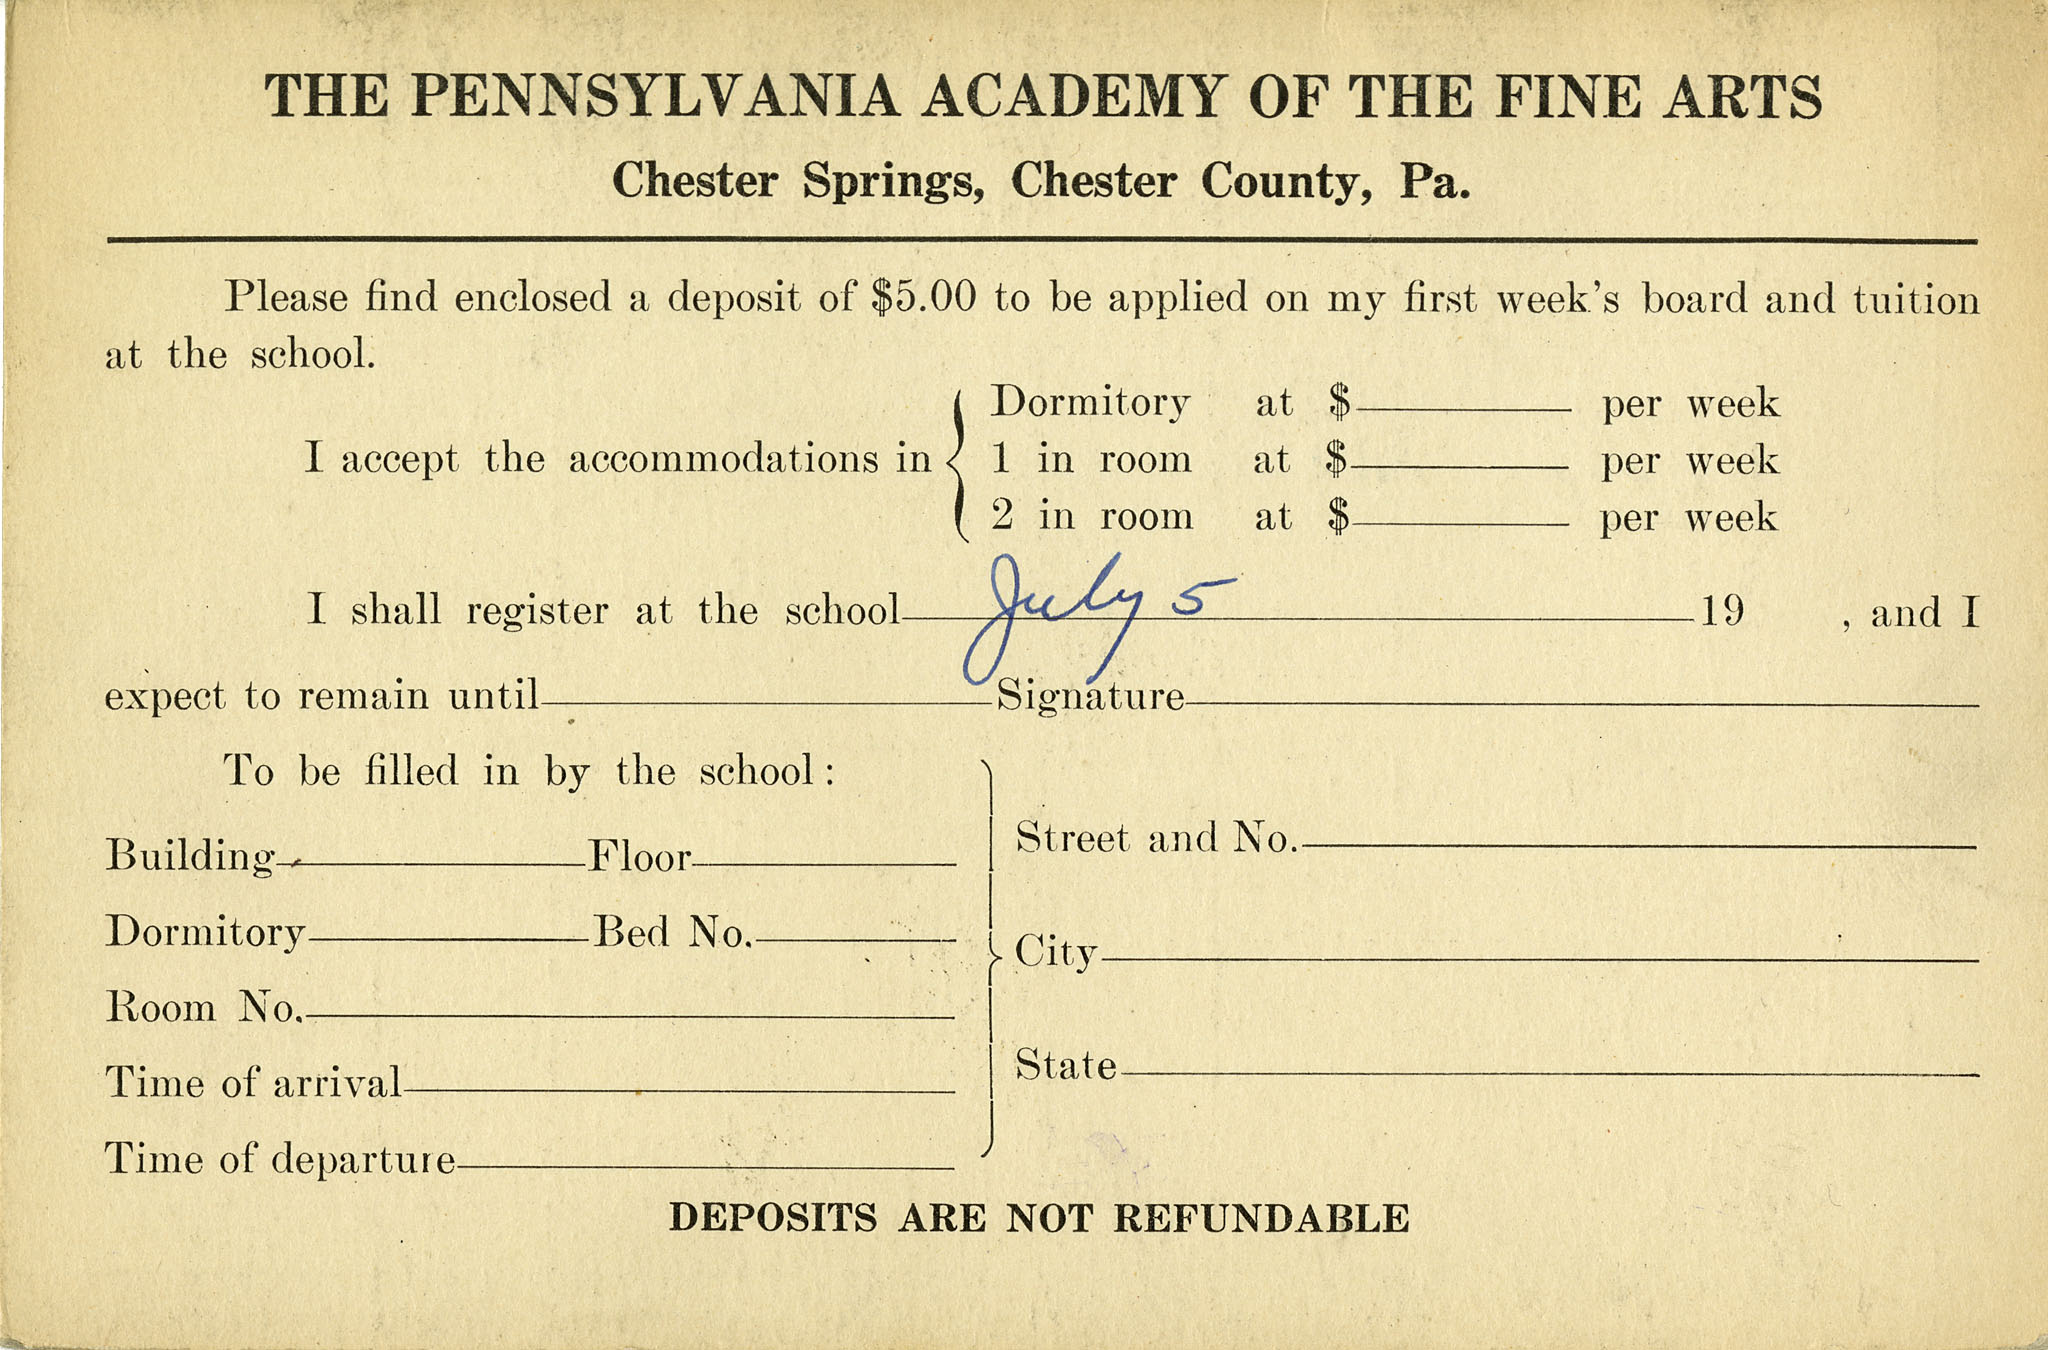 THE PENNSYLVANIA ACADEMY OF THE FINE ARTS
Chester Springs, Chester County, Pa.
Please find enclosed a deposit of $5.00 to be applied on my first week's board and tuition
at the school.
Dormitory at $ per week
I accept the accommodations in 1 in room at $ per week
2 in room at $ per week
I shall register at the school July 5 19 , and I
expect to remain until Signature
To be filled in by the school:
Building Floor
Street and No.
Dormitory Bed No.
City
Room No.
State
Time of arrival
Time of departure
DEPOSITS ARE NOT REFUNDABLE